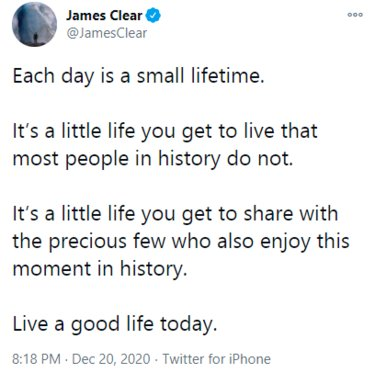 James Clear
@JamesClear
Each day is a small lifetime.
It's a little life you get to live that
most people in history do not.
It's a little life you get to share with
the precious few who also enjoy this
moment in history.
Live a good life today.
8:18 PM · Dec 20, 2020 · Twitter for iPhone